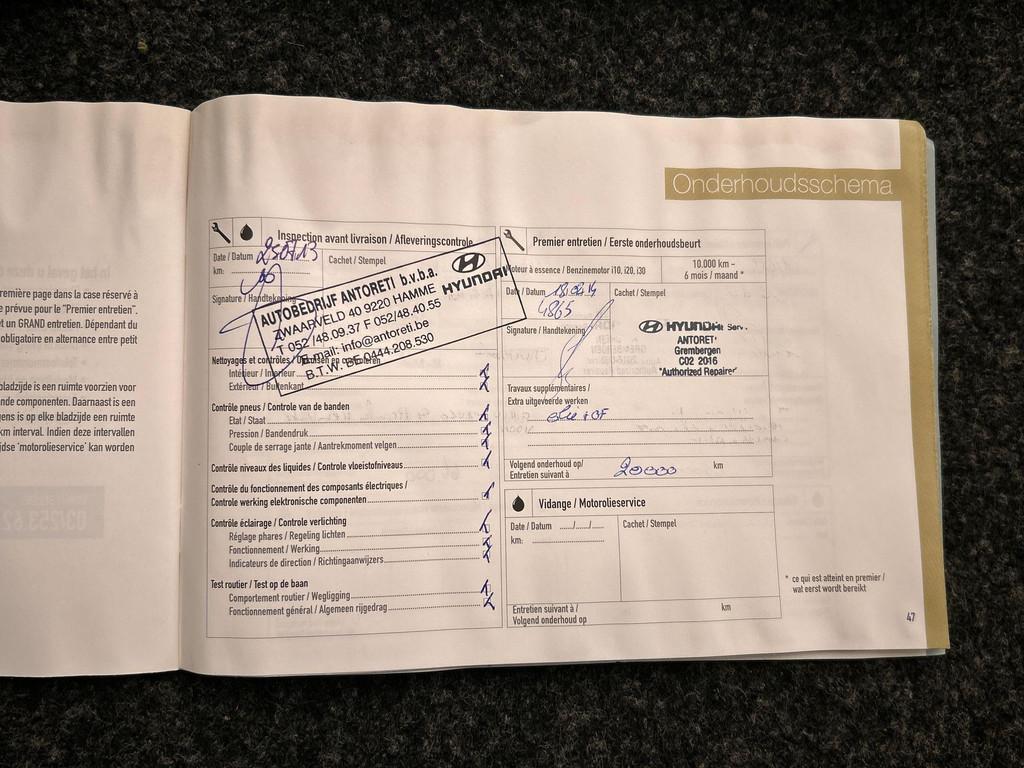 remière page dans la case réservé à
e prévue pour le "Premier entretien".
t un GRAND entretien. Dépendant du
obligatoire en alternance entre petit
bladzijde is een ruimte voorzien voor
nde componenten. Daarnaast is een
gens is op elke bladzijde een ruimte
km interval. Indien deze intervallen
jdse 'motorolieservice' kan worden
Onderhoudsschema
Inspection avant livraison / Afleveringscontrole
Date / Datum
Cachet / Stempel
km:
Signature / Handtekening
AUTOBEDRIJF ANTORETI b.v.b.a. HYUNDAI
ZWAARVELD 40 9220 HAMME
T 052 /48.09.37 F 052/48.40.55
E-mail: info@antoreti.be
B.T.W. BE 0444.208.530
Nettoyages et contrôles /
Intérieur / Interieur
Extérieur / Buitenkant
Contrôle pneus / Controle van de banden
Etat / Staat
Pression / Bandendruk
Couple de serrage jante / Aantrekmoment velgen
Contrôle niveaux des liquides / Controle vloeistofniveaus
Contrôle du fonctionnement des composants électriques /
Controle werking elektronische componenten
Contrôle éclairage / Controle verlichting
Réglage phares / Regeling lichten
Fonctionnement / Werking
Indicateurs de direction / Richtingaanwijzers
Test routier / Test op de baan
Comportement routier / Wegligging
Fonctionnement général / Algemeen rijgedrag
Premier entretien / Eerste onderhoudsbeurt
Moteur à essence / Benzinemotor i10, i20, i30
10.000 km –
6 mois / maand *
Date / Datum
Cachet / Stempel
4865
Signature / Handtekening
HYUNDAI Serv.
ANTORET'
Grembergen
C02 2016
"Authorized Repairer"
Travaux supplémentaires /
Extra uitgevoerde werken
olie + OF
Volgend onderhoud op/
Entretien suivant à 20000 km
Vidange / Motorolieservice
Date / Datum ...../...../.....
Cachet / Stempel
km:
Entretien suivant à /
Volgend onderhoud op km
* ce qui est atteint en premier /
wat eerst wordt bereikt
47